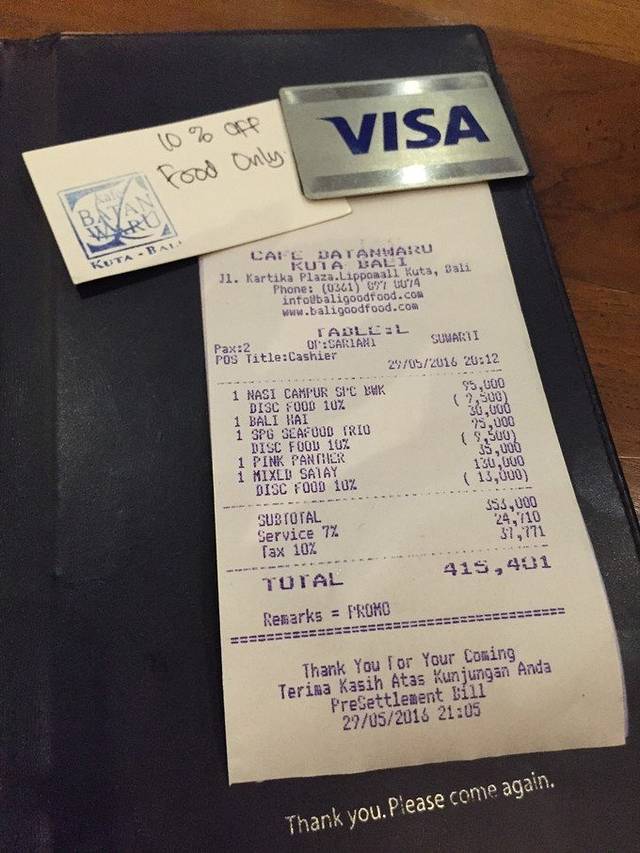 10 % OFF
Food Only
VISA
Kafe
BATAN
WARU
KUTA - BALI
CAFE BATANWARU
KUTA BALI
Jl. Kartika Plaza.Lippomall Kuta, Bali
Phone: (0361) 897 8074
info@baligoodfood.com
www.baligoodfood.com
TABLE:L
Pax:2 OP:SARIANI SUWARTI
POS Title:Cashier 29/05/2016 20:12
1 NASI CAMPUR SPC BWK 95,000
DISC FOOD 10% ( 9,500)
1 BALI HAI 30,000
1 SPG SEAFOOD TRIO 95,000
DISC FOOD 10% ( 9,500)
1 PINK PANTHER 35,000
1 MIXED SATAY 130,000
DISC FOOD 10% ( 13,000)
SUBTOTAL 353,000
Service 7% 24,710
Tax 10% 37,771
TOTAL 415,481
Remarks = PROMO
Thank You For Your Coming
Terima Kasih Atas Kunjungan Anda
PreSettlement Bill
29/05/2016 21:05
Thank you. Please come again.